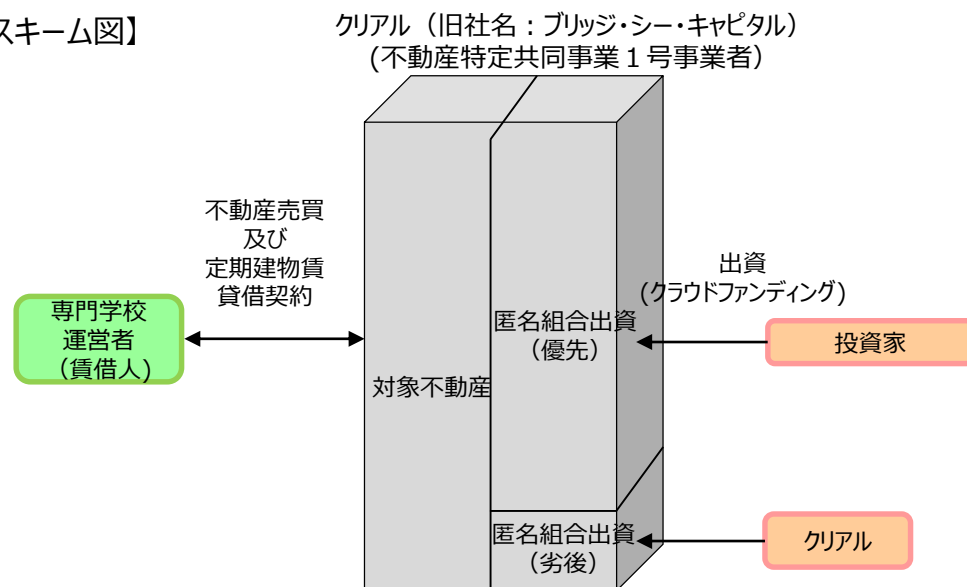 スキーム図】
クリアル（旧社名：ブリッジ・シー・キャピタル）
(不動産特定共同事業１号事業者）
不動産売買
及び
定期建物賃
貸借契約
専門学校
運営者
（賃借人)
対象不動産
匿名組合出資
（優先）
出資
(クラウドファンディング)
投資家
匿名組合出資
（劣後）
クリアル